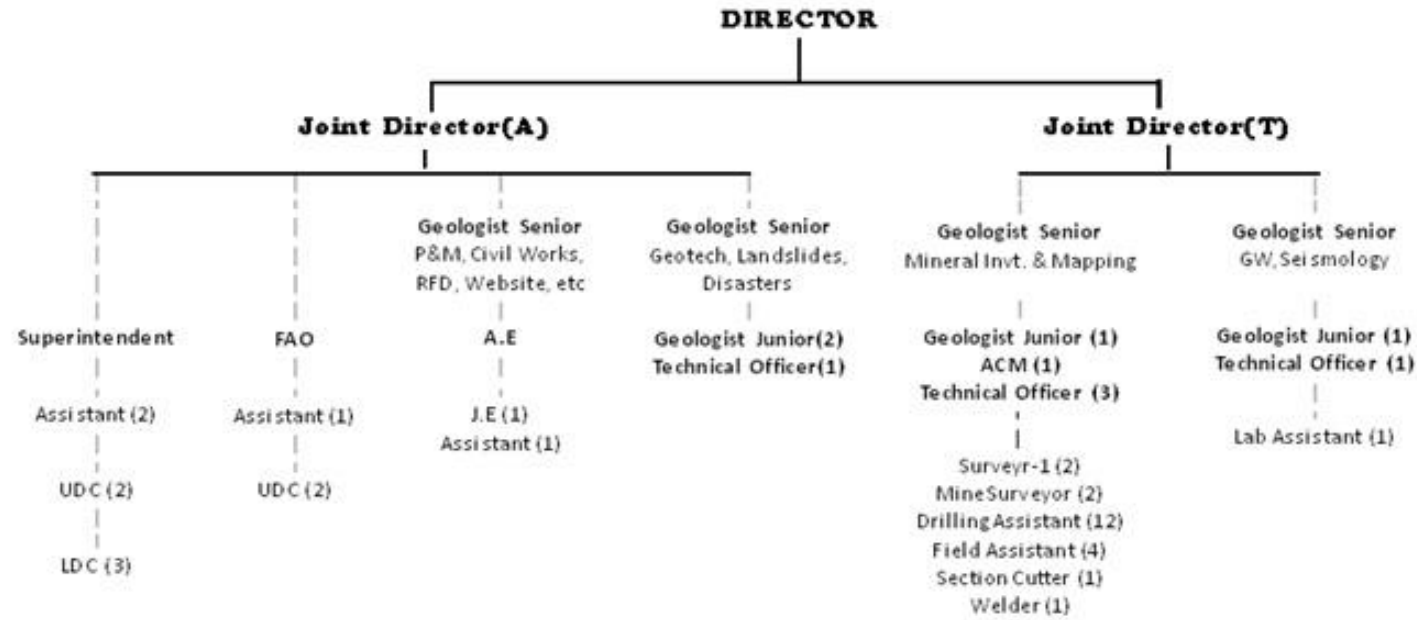 DIRECTOR
Joint Director(A)
Joint Director(T)
Geologist Senior
P&M, Civil Works,
RFD, Website, etc
Geologist Senior
Geotech, Landslides,
Disasters
Geologist Senior
Mineral Invt. & Mapping
Geologist Senior
GW, Seismology
Superintendent
FAO
A.E
Geologist Junior(2)
Technical Officer(1)
Geologist Junior (1)
ACM (1)
Technical Officer (3)
Geologist Junior (1)
Technical Officer (1)
Assistant (2)
Assistant (1)
J.E (1)
Assistant (1)
Lab Assistant (1)
UDC (2)
UDC (2)
LDC (3)
Surveyr-1 (2)
Mine Surveyor (2)
Drilling Assistant (12)
Field Assistant (4)
Section Cutter (1)
Welder (1)